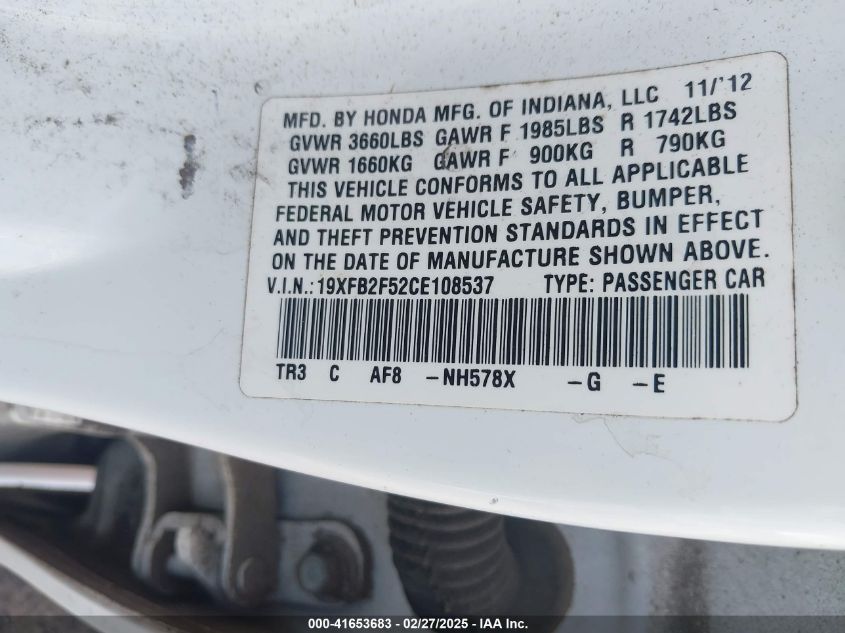 MFD. BY HONDA MFG. OF INDIANA, LLC 11/'12
GVWR 3660LBS GAWR F 1985LBS R 1742LBS
GVWR 1660KG GAWR F 900KG R 790KG
THIS VEHICLE CONFORMS TO ALL APPLICABLE
FEDERAL MOTOR VEHICLE SAFETY, BUMPER,
AND THEFT PREVENTION STANDARDS IN EFFECT
ON THE DATE OF MANUFACTURE SHOWN ABOVE.
V.I.N.:19XFB2F52CE108537 TYPE: PASSENGER CAR
TR3 C AF8 -NH578X -G -E
000-41653683 - 02/27/2025 - IAA Inc.